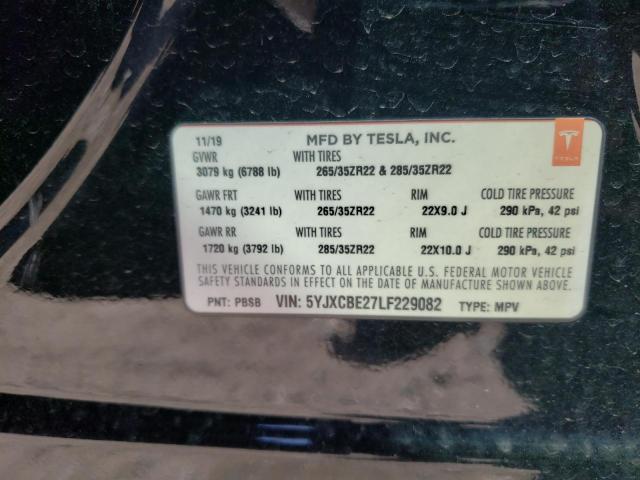 11/19 MFD BY TESLA, INC.
TESLA
GVWR WITH TIRES
3079 kg (6788 lb) 265/35ZR22 & 285/35ZR22
GAWR FRT WITH TIRES RIM COLD TIRE PRESSURE
1470 kg (3241 lb) 265/35ZR22 22X9.0 J 290 kPa, 42 psi
GAWR RR WITH TIRES RIM COLD TIRE PRESSURE
1720 kg (3792 lb) 285/35ZR22 22X10.0 J 290 kPa, 42 psi
THIS VEHICLE CONFORMS TO ALL APPLICABLE U.S. FEDERAL MOTOR VEHICLE
SAFETY STANDARDS IN EFFECT ON THE DATE OF MANUFACTURE SHOWN ABOVE.
PNT: PBSB VIN: 5YJXCBE27LF229082 TYPE: MPV